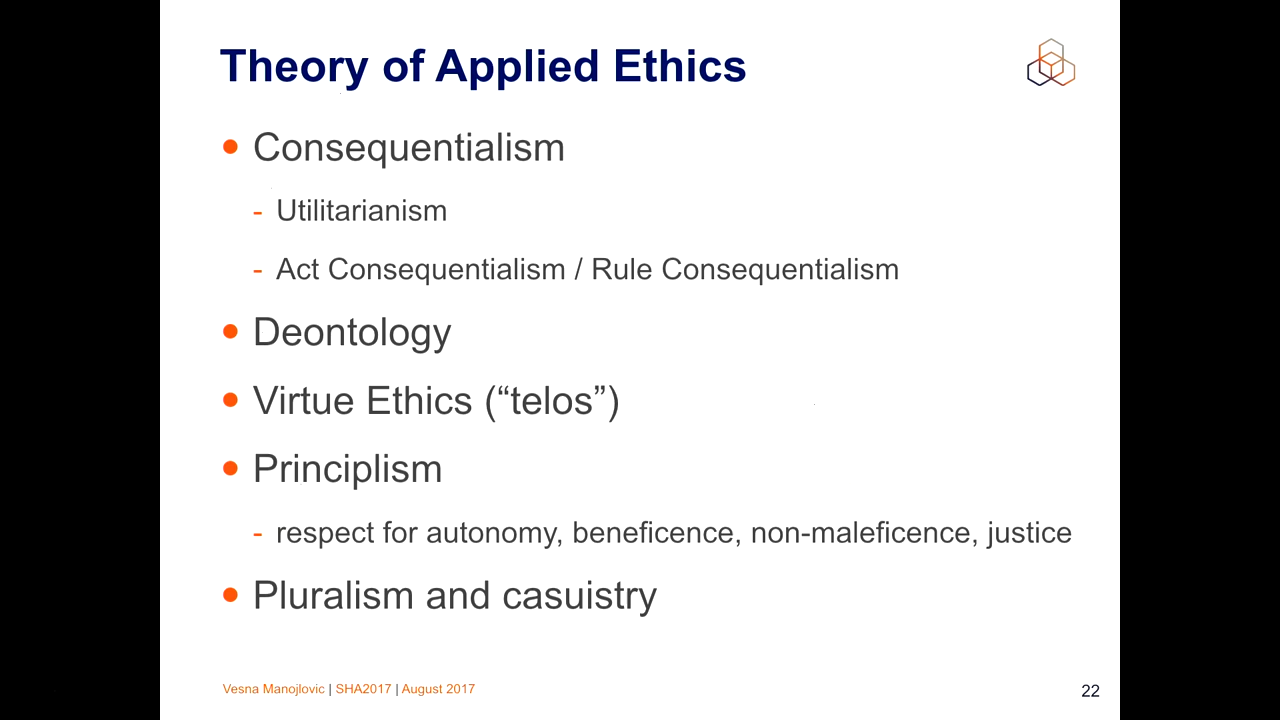 Theory of Applied Ethics
• Consequentialism
- Utilitarianism
- Act Consequentialism / Rule Consequentialism
• Deontology
• Virtue Ethics (“telos”)
• Principlism
- respect for autonomy, beneficence, non-maleficence, justice
• Pluralism and casuistry
Vesna Manojlovic | SHA2017 | August 2017
22